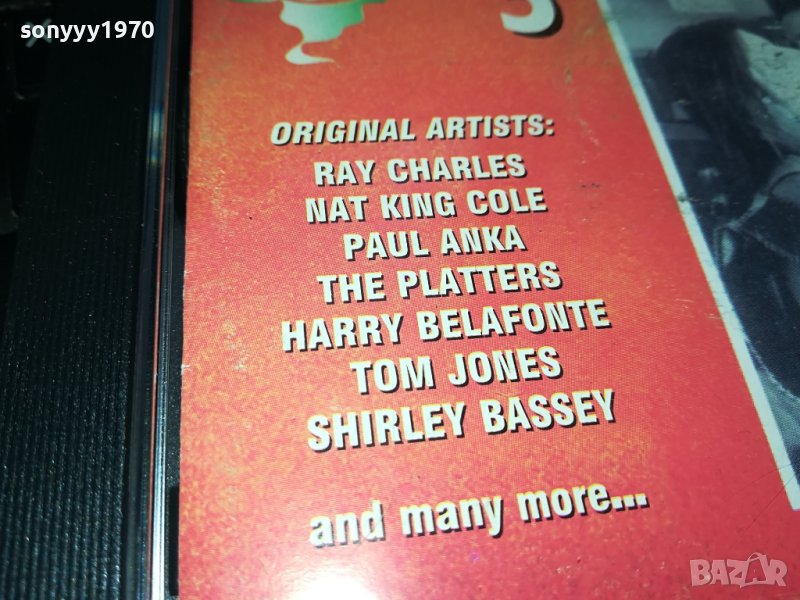 sonyyy1970
3
ORIGINAL ARTISTS:
RAY CHARLES
NAT KING COLE
PAUL ANKA
THE PLATTERS
HARRY BELAFONTE
TOM JONES
SHIRLEY BASSEY
and many more...
BAZAR